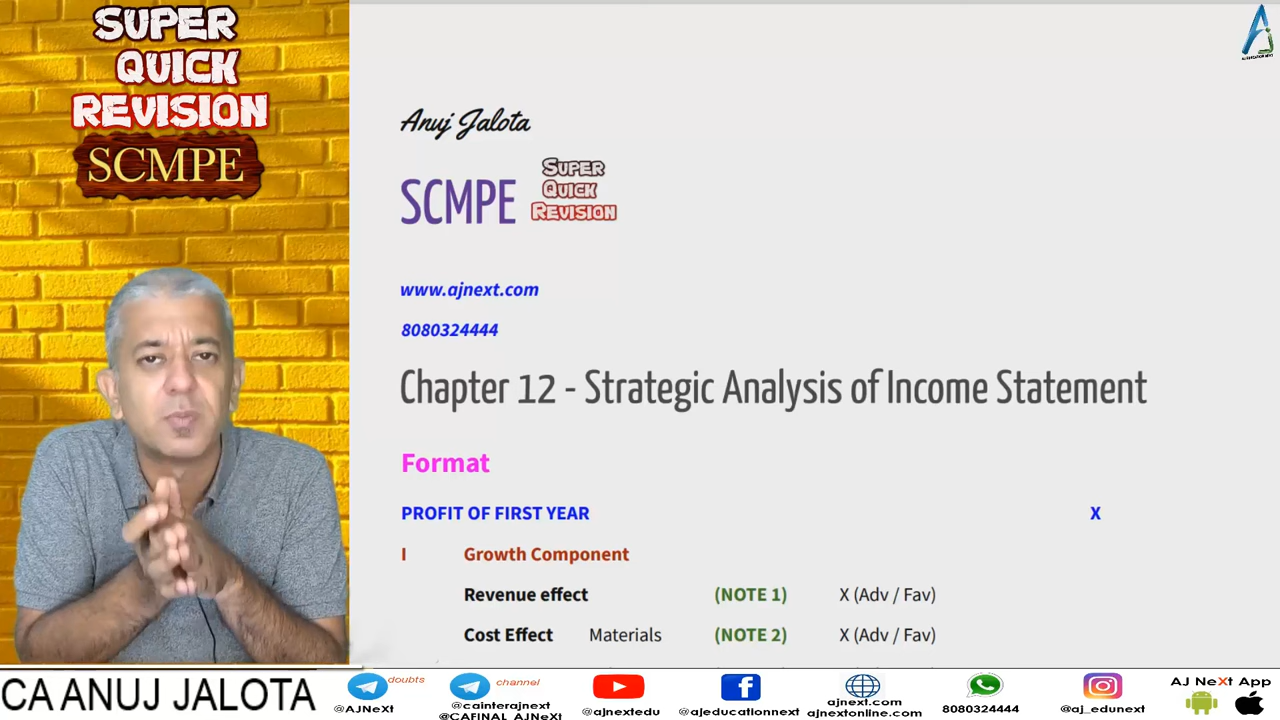 SUPER
QUICK
REVISION
SCMPE
Anuj Jalota
SCMPE
SUPER
QUICK
REVISION
www.ajnext.com
8080324444
Chapter 12 - Strategic Analysis of Income Statement
Format
PROFIT OF FIRST YEAR X
I Growth Component
Revenue effect (NOTE 1) X (Adv / Fav)
Cost Effect Materials (NOTE 2) X (Adv / Fav)
CA ANUJ JALOTA
doubts
@AJNeXt
channel
@cainterajnext
@CAFINAL_AJNeXt
@ajnextedu
@ajeducationnext
ajnext.com
ajnextonline.com
8080324444
@aj_edunext
AJ NeXt App